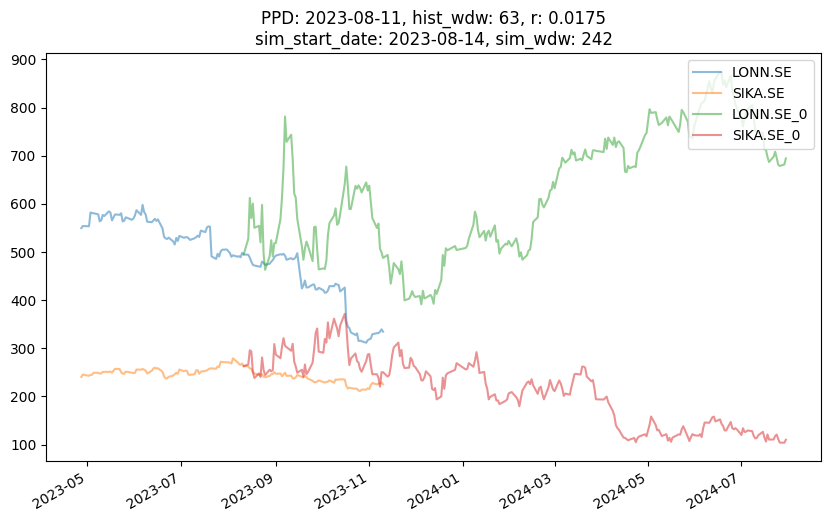 PPD: 2023-08-11, hist_wdw: 63, r: 0.0175
sim_start_date: 2023-08-14, sim_wdw: 242
LONN.SE
SIKA.SE
LONN.SE_0
SIKA.SE_0
900
800
700
600
500
400
300
200
100
2023-05
2023-07
2023-09
2023-11
2024-01
2024-03
2024-05
2024-07